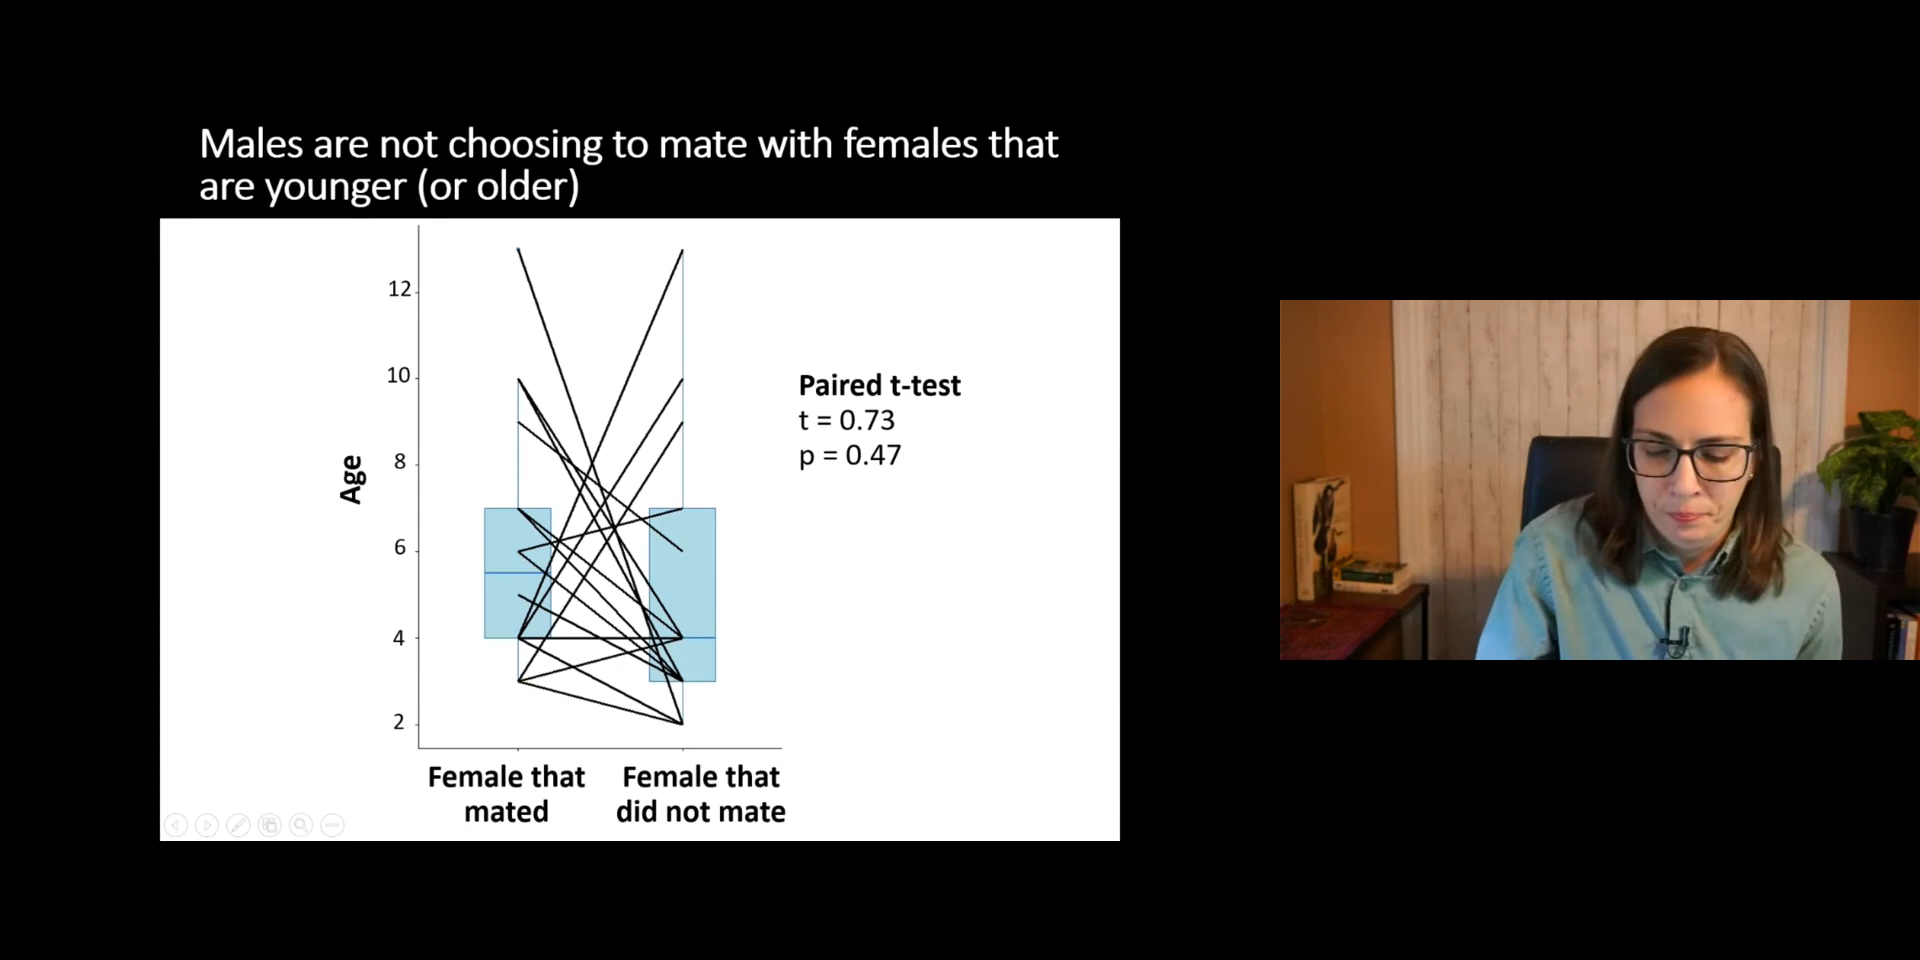 Males are not choosing to mate with females that
are younger (or older)
12
10
8
6
4
2
Age
Paired t-test
t = 0.73
p = 0.47
Female that
mated
Female that
did not mate